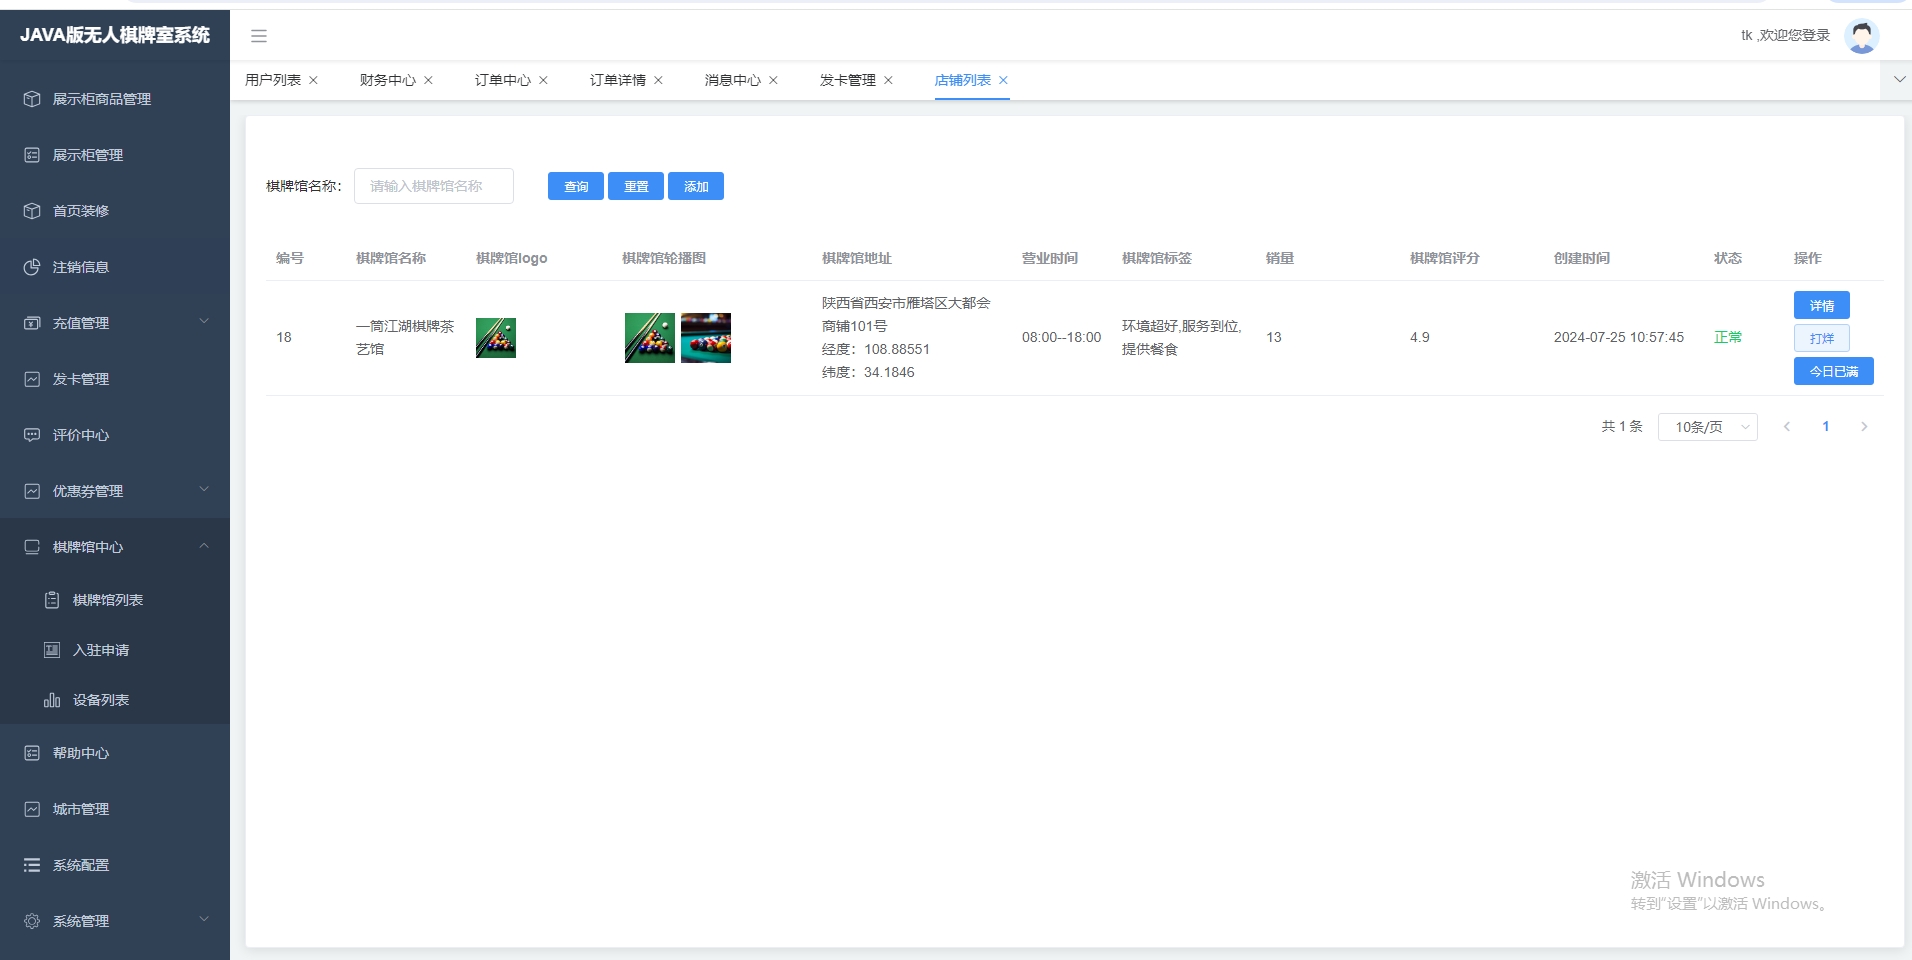 JAVA版无人棋牌室系统
tk ,欢迎您登录
用户列表
财务中心
订单中心
订单详情
消息中心
发卡管理
店铺列表
展示柜商品管理
展示柜管理
首页装修
注销信息
充值管理
发卡管理
评价中心
优惠券管理
棋牌馆中心
棋牌馆列表
入驻申请
设备列表
帮助中心
城市管理
系统配置
系统管理
棋牌馆名称:
请输入棋牌馆名称
查询 重置 添加
编号 棋牌馆名称 棋牌馆logo 棋牌馆轮播图 棋牌馆地址 营业时间 棋牌馆标签 销量 棋牌馆评分 创建时间 状态 操作
18
一筒江湖棋牌茶
艺馆
陕西省西安市雁塔区大都会
商铺101号
经度：108.88551
纬度：34.1846
08:00--18:00
环境超好,服务到位,
提供餐食
13
4.9
2024-07-25 10:57:45
正常
详情
打烊
今日已满
共 1 条
10条/页
1
激活 Windows
转到"设置"以激活 Windows。